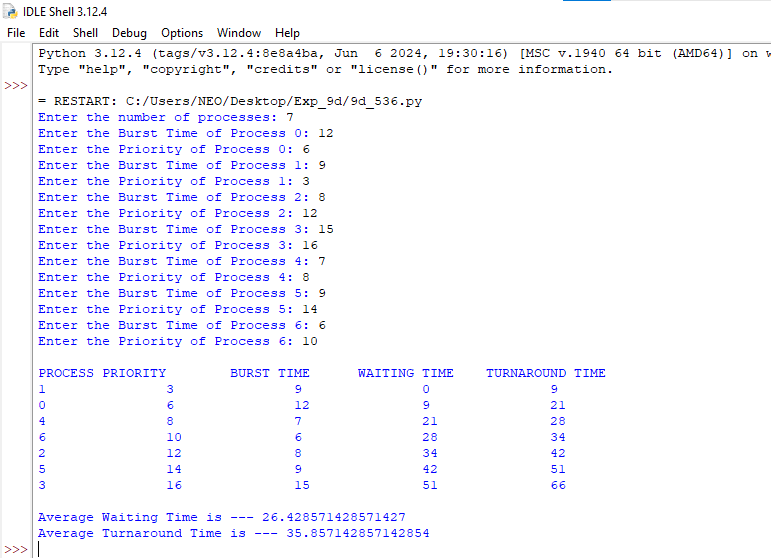 IDLE Shell 3.12.4
File Edit Shell Debug Options Window Help
Python 3.12.4 (tags/v3.12.4:8e8a4ba, Jun 6 2024, 19:30:16) [MSC v.1940 64 bit (AMD64)] on
Type "help", "copyright", "credits" or "license()" for more information.
>>>
= RESTART: C:/Users/NEO/Desktop/Exp_9d/9d_536.py
Enter the number of processes: 7
Enter the Burst Time of Process 0: 12
Enter the Priority of Process 0: 6
Enter the Burst Time of Process 1: 9
Enter the Priority of Process 1: 3
Enter the Burst Time of Process 2: 8
Enter the Priority of Process 2: 12
Enter the Burst Time of Process 3: 15
Enter the Priority of Process 3: 16
Enter the Burst Time of Process 4: 7
Enter the Priority of Process 4: 8
Enter the Burst Time of Process 5: 9
Enter the Priority of Process 5: 14
Enter the Burst Time of Process 6: 6
Enter the Priority of Process 6: 10
PROCESS PRIORITY BURST TIME WAITING TIME TURNAROUND TIME
1 3 9 0 9
0 6 12 9 21
4 8 7 21 28
6 10 6 28 34
2 12 8 34 42
5 14 9 42 51
3 16 15 51 66
Average Waiting Time is --- 26.428571428571427
Average Turnaround Time is --- 35.857142857142854
>>>